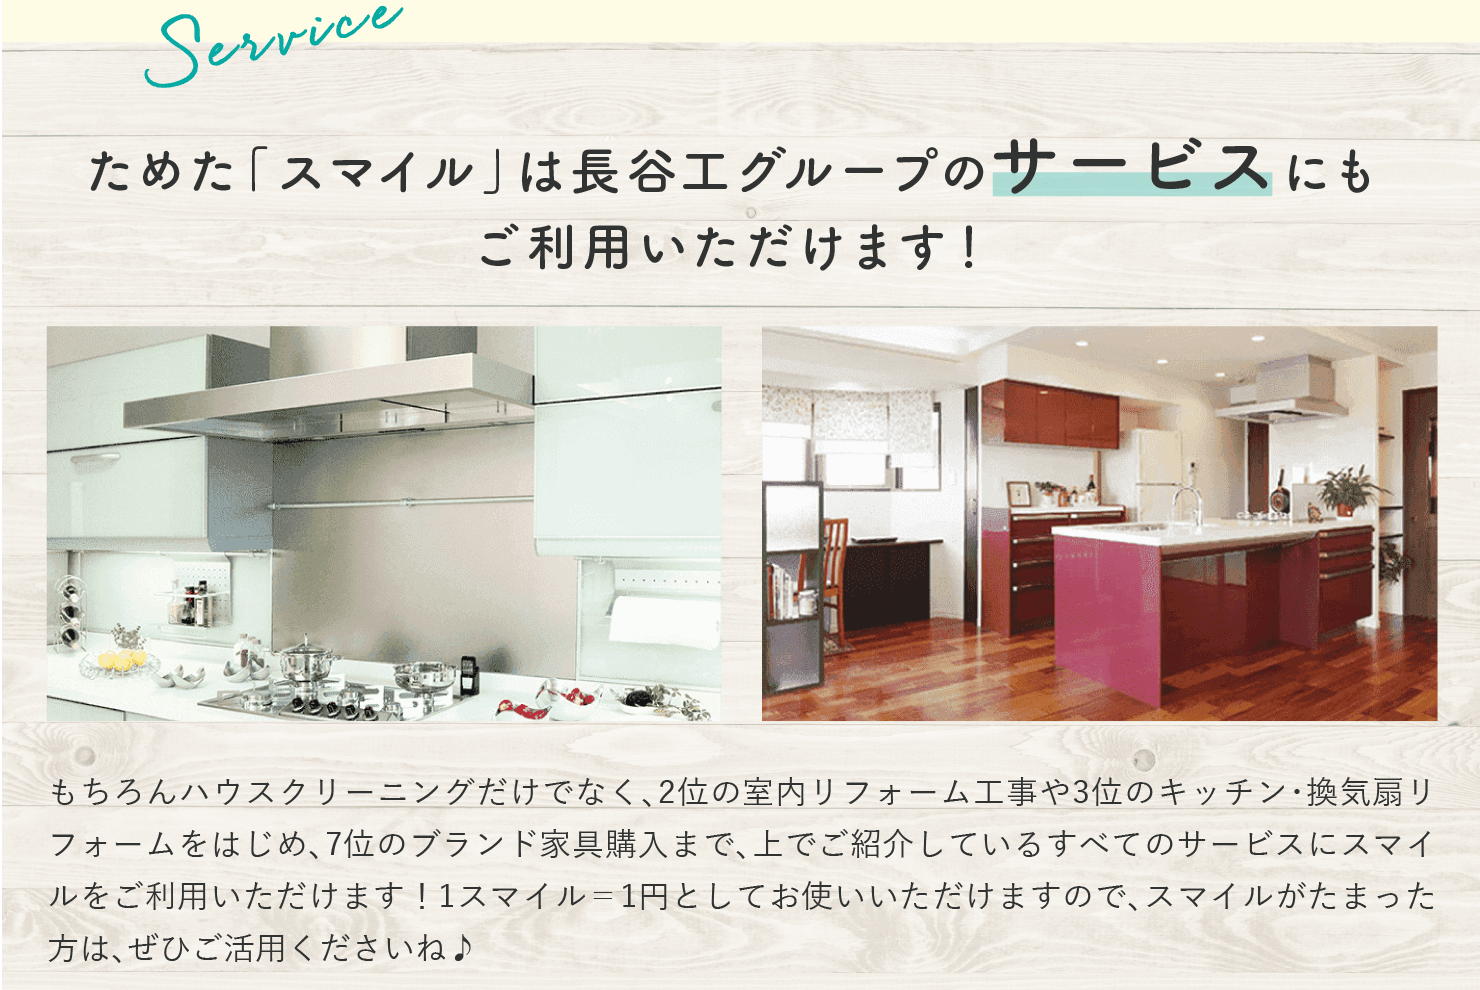 Service
ためた「スマイル」は長谷工グループのサービスにも
ご利用いただけます！
もちろんハウスクリーニングだけでなく、2位の室内リフォーム工事や3位のキッチン・換気扇リ
フォームをはじめ、7位のブランド家具購入まで、上でご紹介しているすべてのサービスにスマイ
ルをご利用いただけます！1スマイル＝1円としてお使いいただけますので、スマイルがたまった
方は、ぜひご活用くださいね♪